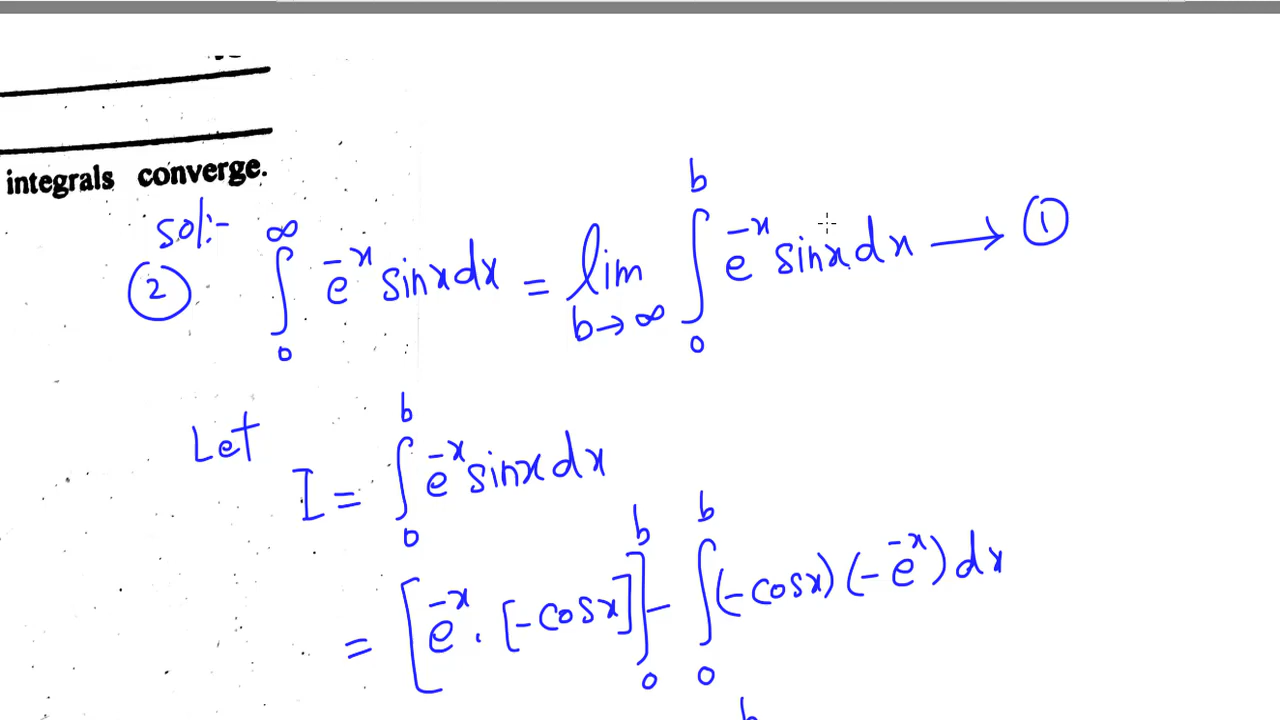 integrals converge.
Sol:-
② ∫₀^∞ e^{-x} sinx dx = lim_{b→∞} ∫₀^b e^{-x} sinx dx → ①
Let
I = ∫₀^b e^{-x} sinx dx
= [e^{-x} . [-cosx]]₀^b - ∫₀^b (-cosx)(-e^{-x}) dx
b